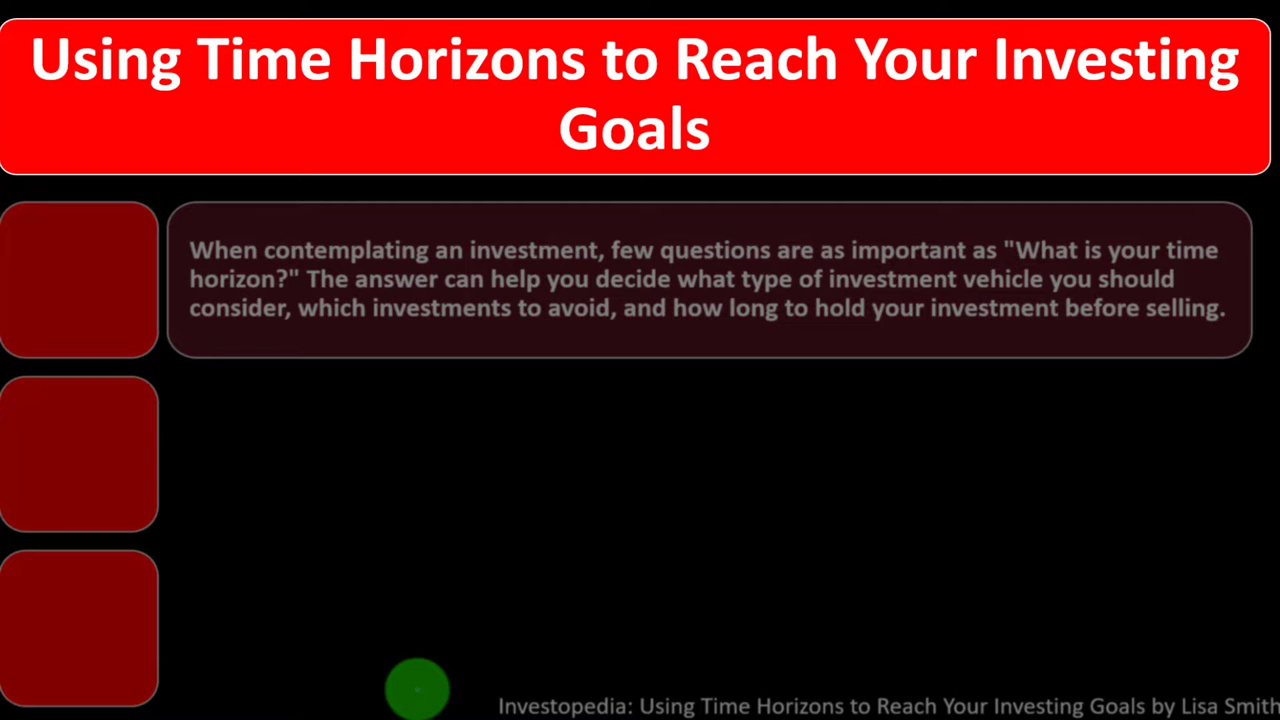 Using Time Horizons to Reach Your Investing
Goals
When contemplating an investment, few questions are as important as "What is your time
horizon?" The answer can help you decide what type of investment vehicle you should
consider, which investments to avoid, and how long to hold your investment before selling.
Investopedia: Using Time Horizons to Reach Your Investing Goals by Lisa Smith